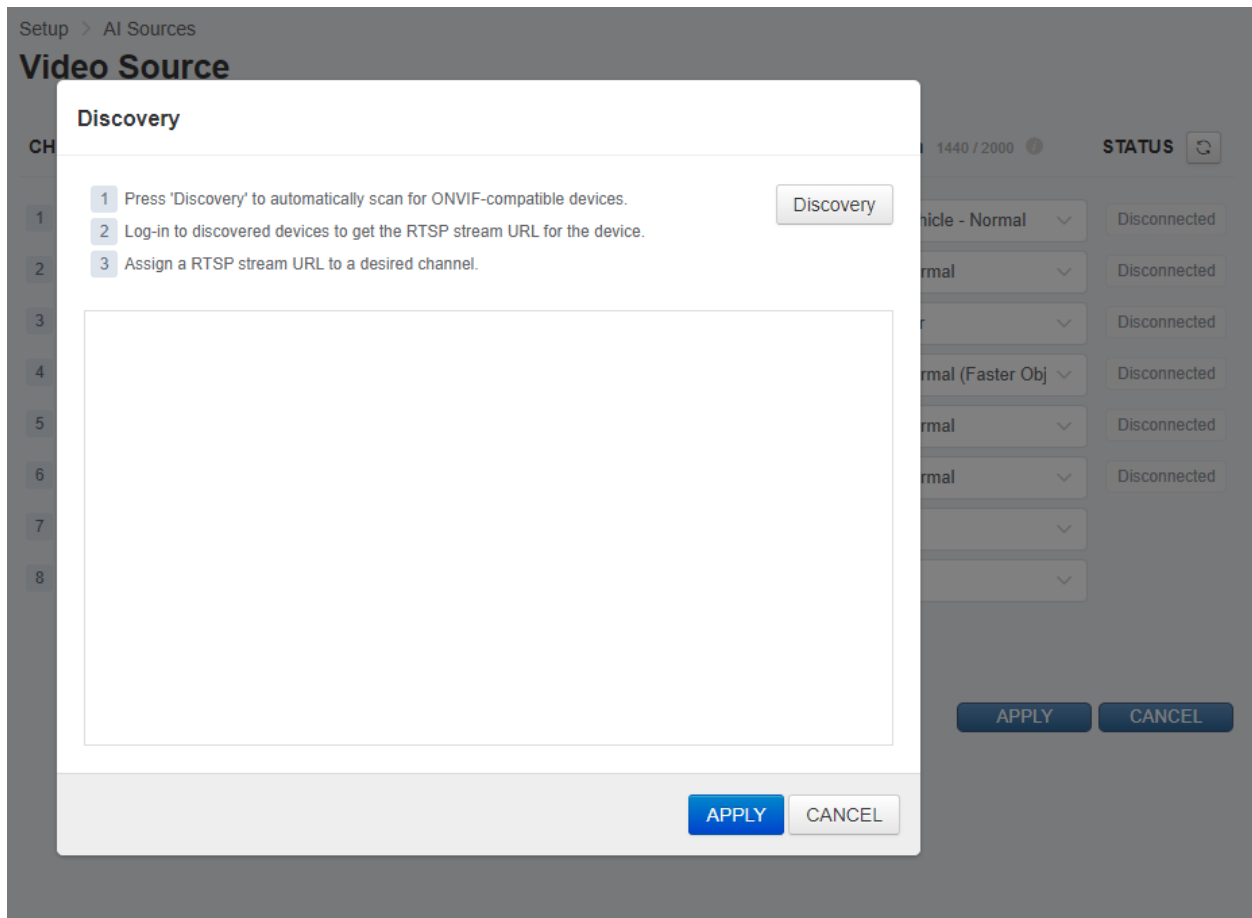 Setup > AI Sources
Video Source
Discovery
CH
1440 / 2000
STATUS
1 Press 'Discovery' to automatically scan for ONVIF-compatible devices.
Discovery
2 Log-in to discovered devices to get the RTSP stream URL for the device.
3 Assign a RTSP stream URL to a desired channel.
1 hicle - Normal Disconnected
2 rmal Disconnected
3 r Disconnected
4 rmal (Faster Obj Disconnected
5 rmal Disconnected
6 rmal Disconnected
7
8
APPLY CANCEL
APPLY CANCEL